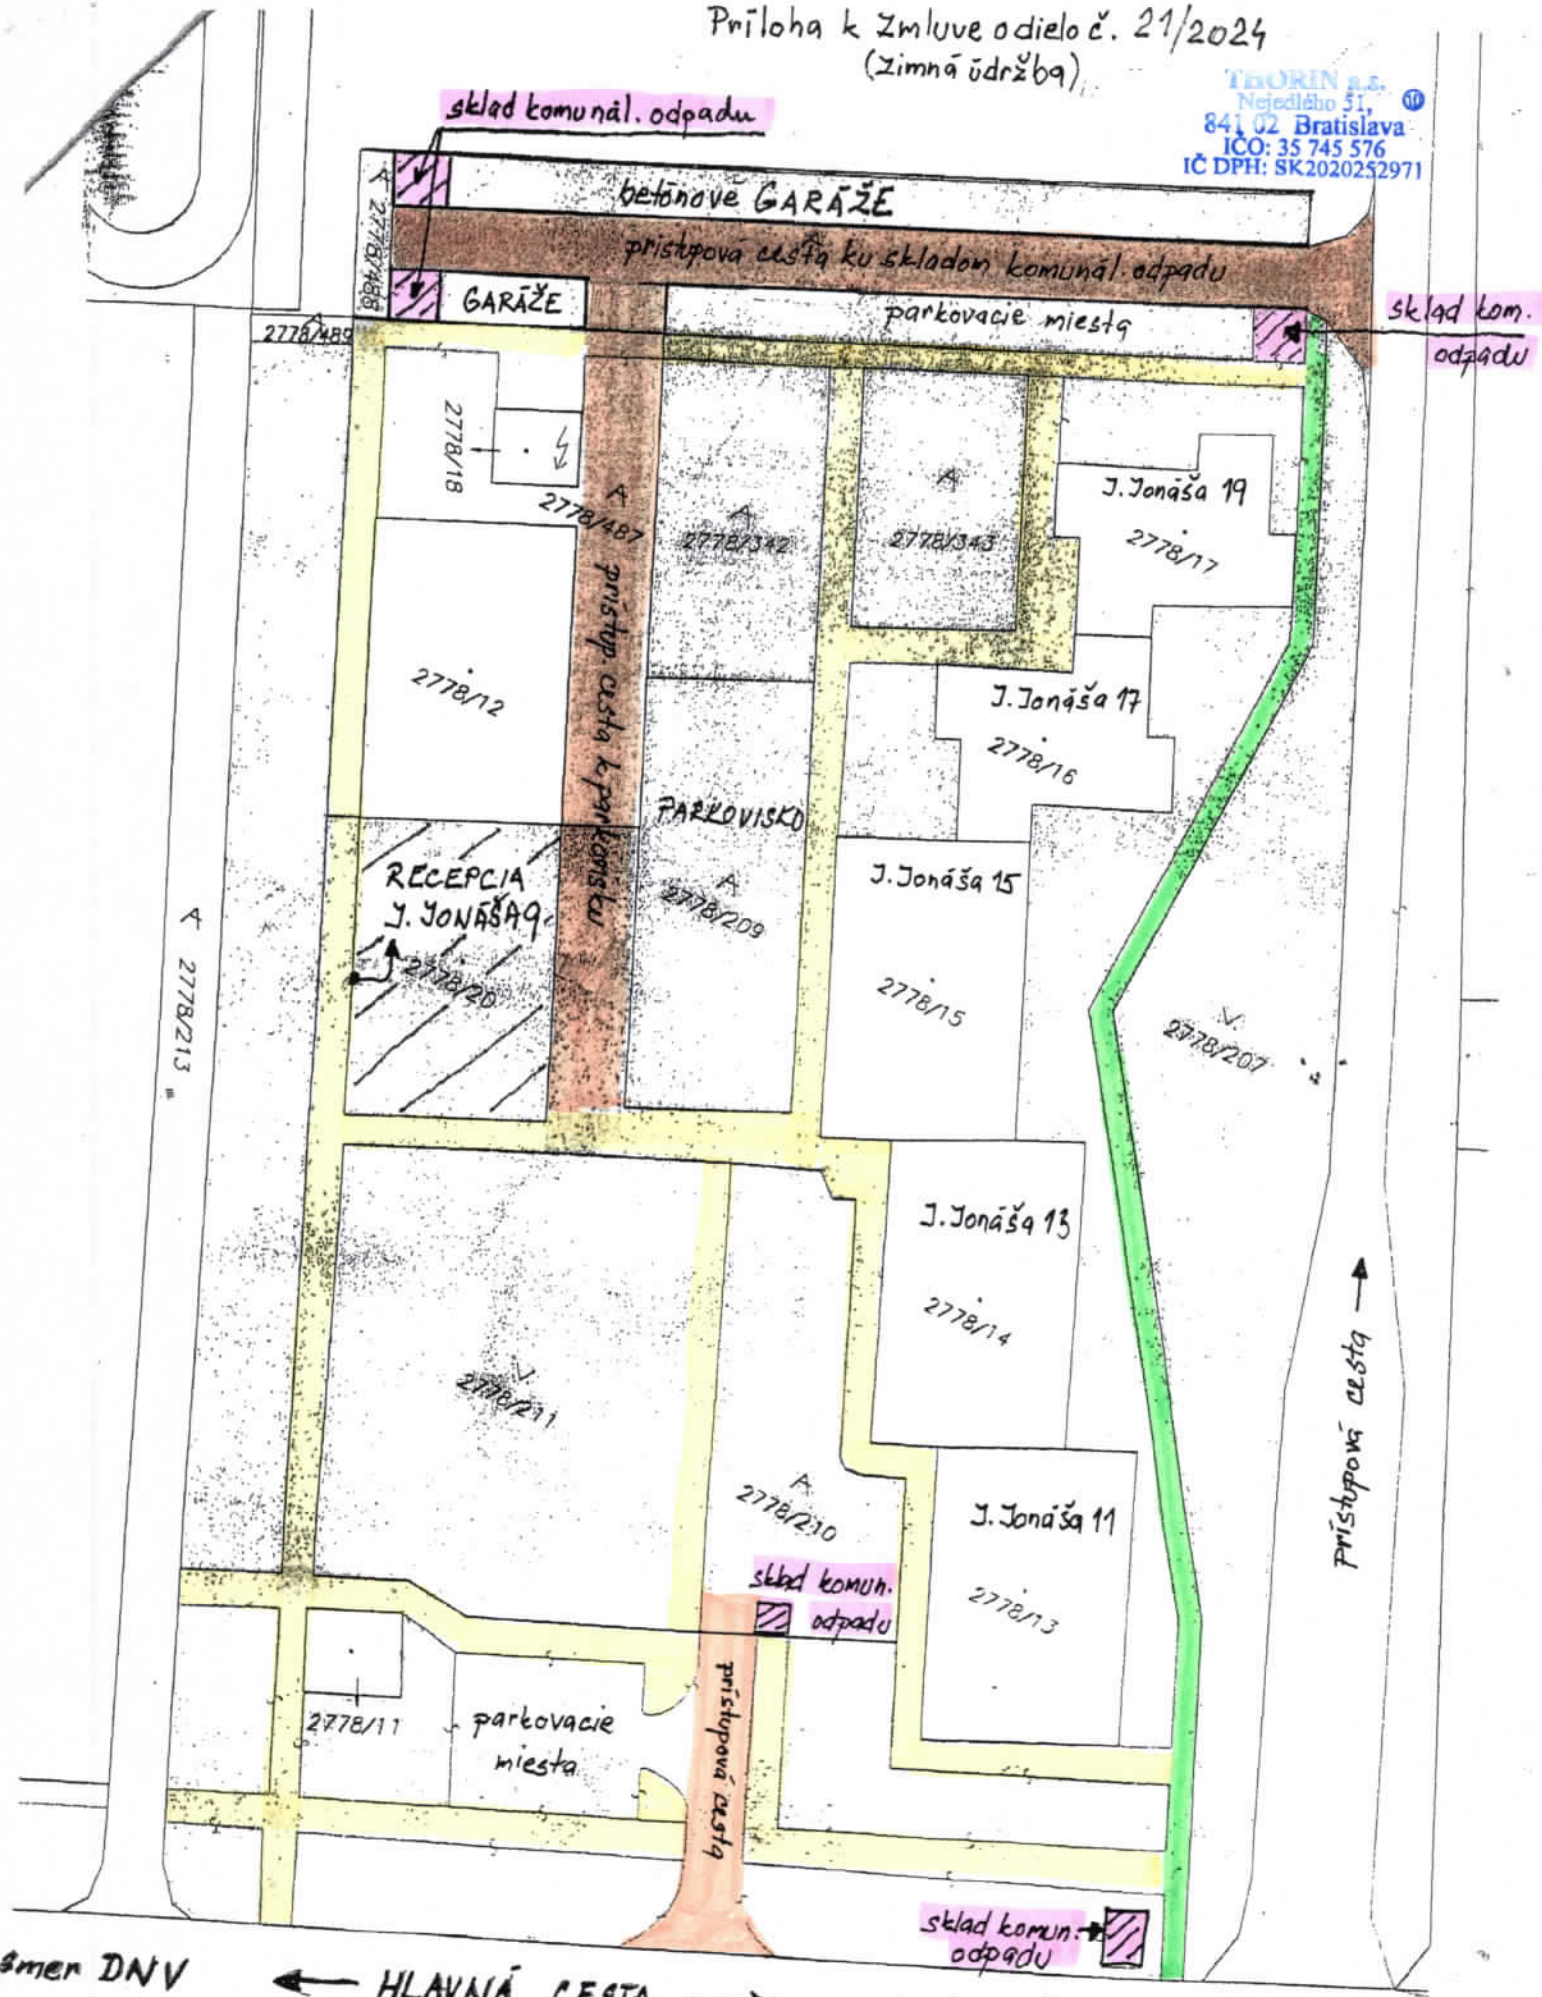 Príloha k Zmluve o dielo č. 21/2024
(Zimná údržba)
THORIN a.s.
Nejedlého 51,
841 02 Bratislava
IČO: 35 745 576
IČ DPH: SK2020252971
sklad komunál. odpadu
betónové GARÁŽE
prístupová cesta ku skladom komunál. odpadu
A 2778/488
GARÁŽE
parkovacie miesta
sklad kom.
odpadu
2778/489
2778/18
A
2778/487
A
2778/342
A
2778/343
J. Jonáša 19
2778/17
prístup. cesta k parkovisku
2778/12
J. Jonáša 17
2778/16
PARKOVISKO
A
2778/209
RECEPCIA
J. JONÁŠA 9
2778/20
J. Jonáša 15
2778/15
2778/207
A 2778/213
J. Jonáša 13
2778/14
2778/211
A
2778/210
J. Jonáša 11
2778/13
Prístupová cesta
sklad komun.
odpadu
2778/11
parkovacie
miesta
prístupová cesta
sklad komun.
odpadu
smer DNV
HLAVNÁ CESTA